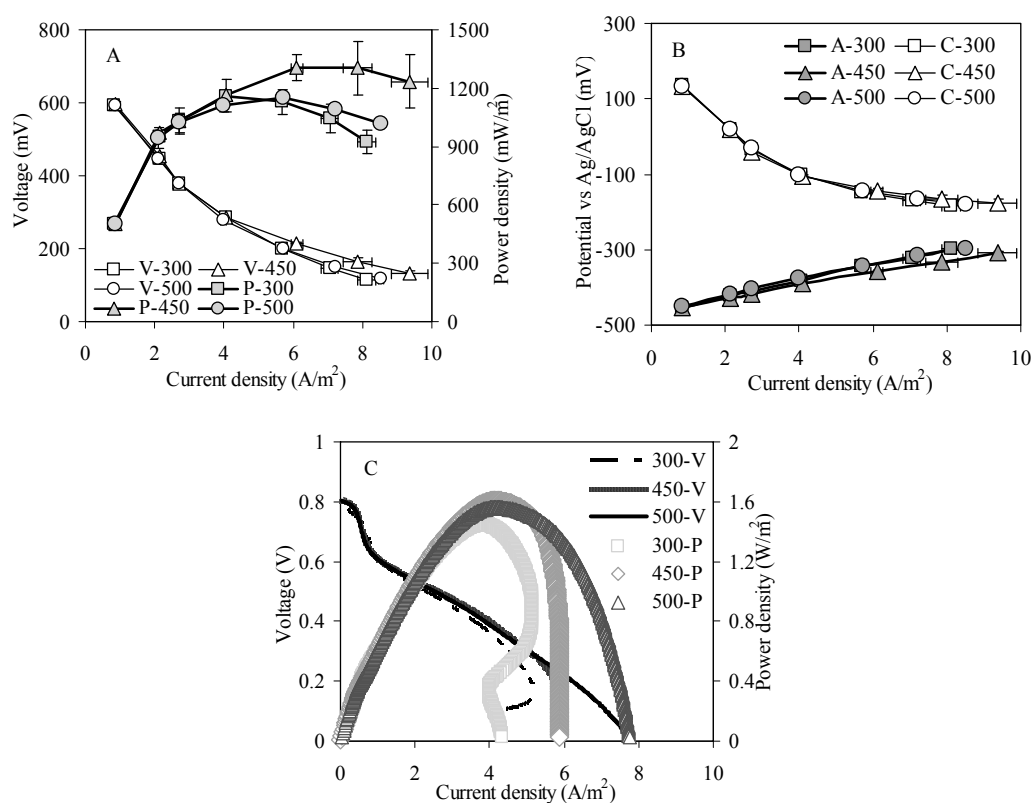 A
1500
1200
900
600
300
0
Power density (mW/m²)
800
600
400
200
0
Voltage (mV)
V-300 V-450
V-500 P-300
P-450 P-500
0 2 4 6 8 10
Current density (A/m²)
B
300
100
-100
-300
-500
Potential vs Ag/AgCl (mV)
A-300 C-300
A-450 C-450
A-500 C-500
0 2 4 6 8 10
Current density (A/m²)
C
1
0.8
0.6
0.4
0.2
0
Voltage (V)
300-V
450-V
500-V
300-P
450-P
500-P
2
1.6
1.2
0.8
0.4
0
Power density (W/m²)
0 2 4 6 8 10
Current density (A/m²)